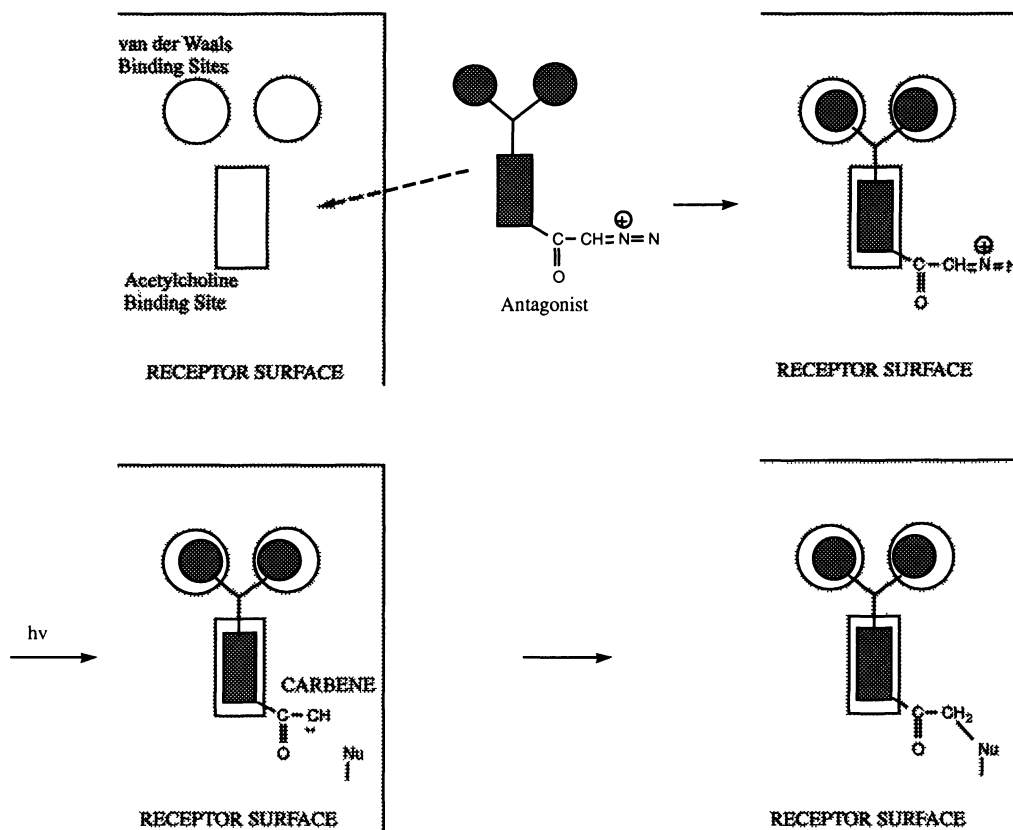 van der Waals
Binding Sites
C-CH=N=N
+
O
Antagonist
Acetylcholine
Binding Site
RECEPTOR SURFACE
C-CH=N=N
+
O
RECEPTOR SURFACE
hν
CARBENE
C-CH
..
O
Nu
RECEPTOR SURFACE
C-CH2
O
Nu
RECEPTOR SURFACE